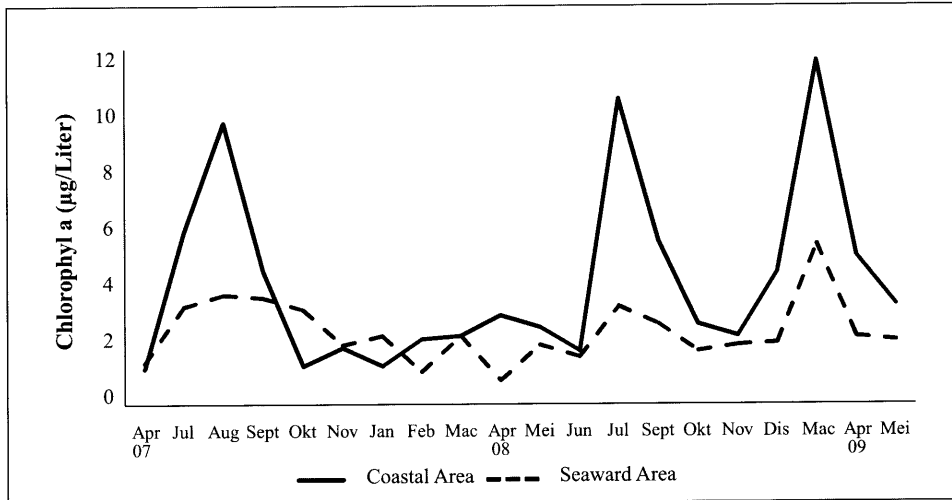 Chlorophyl a (µg/Liter)
12
10
8
6
4
2
0
Apr Jul Aug Sept Okt Nov Jan Feb Mac Apr Mei Jun Jul Sept Okt Nov Dis Mac Apr Mei
07 08 09
Coastal Area Seaward Area